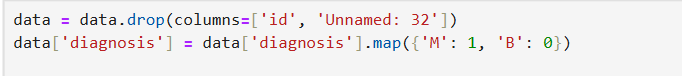 data = data.drop(columns=['id', 'Unnamed: 32'])
data['diagnosis'] = data['diagnosis'].map({'M': 1, 'B': 0})